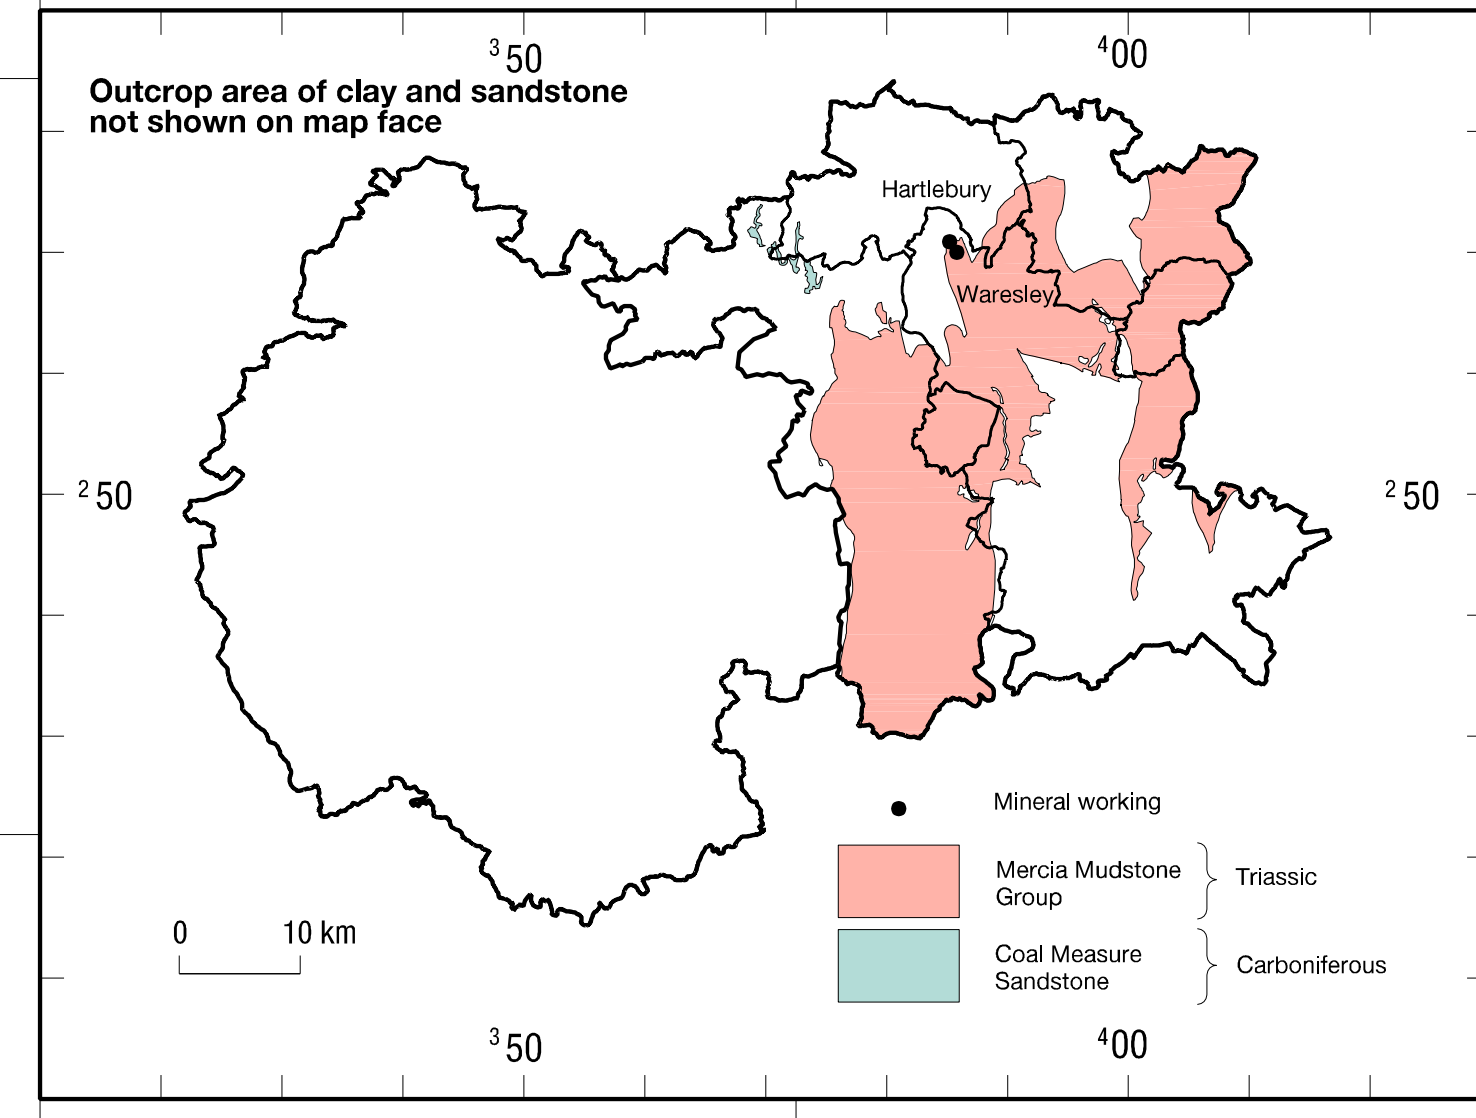 350
400
Outcrop area of clay and sandstone
not shown on map face
Hartlebury
Waresley
250
250
Mineral working
Mercia Mudstone
Group
Triassic
Coal Measure
Sandstone
Carboniferous
0 10 km
350
400